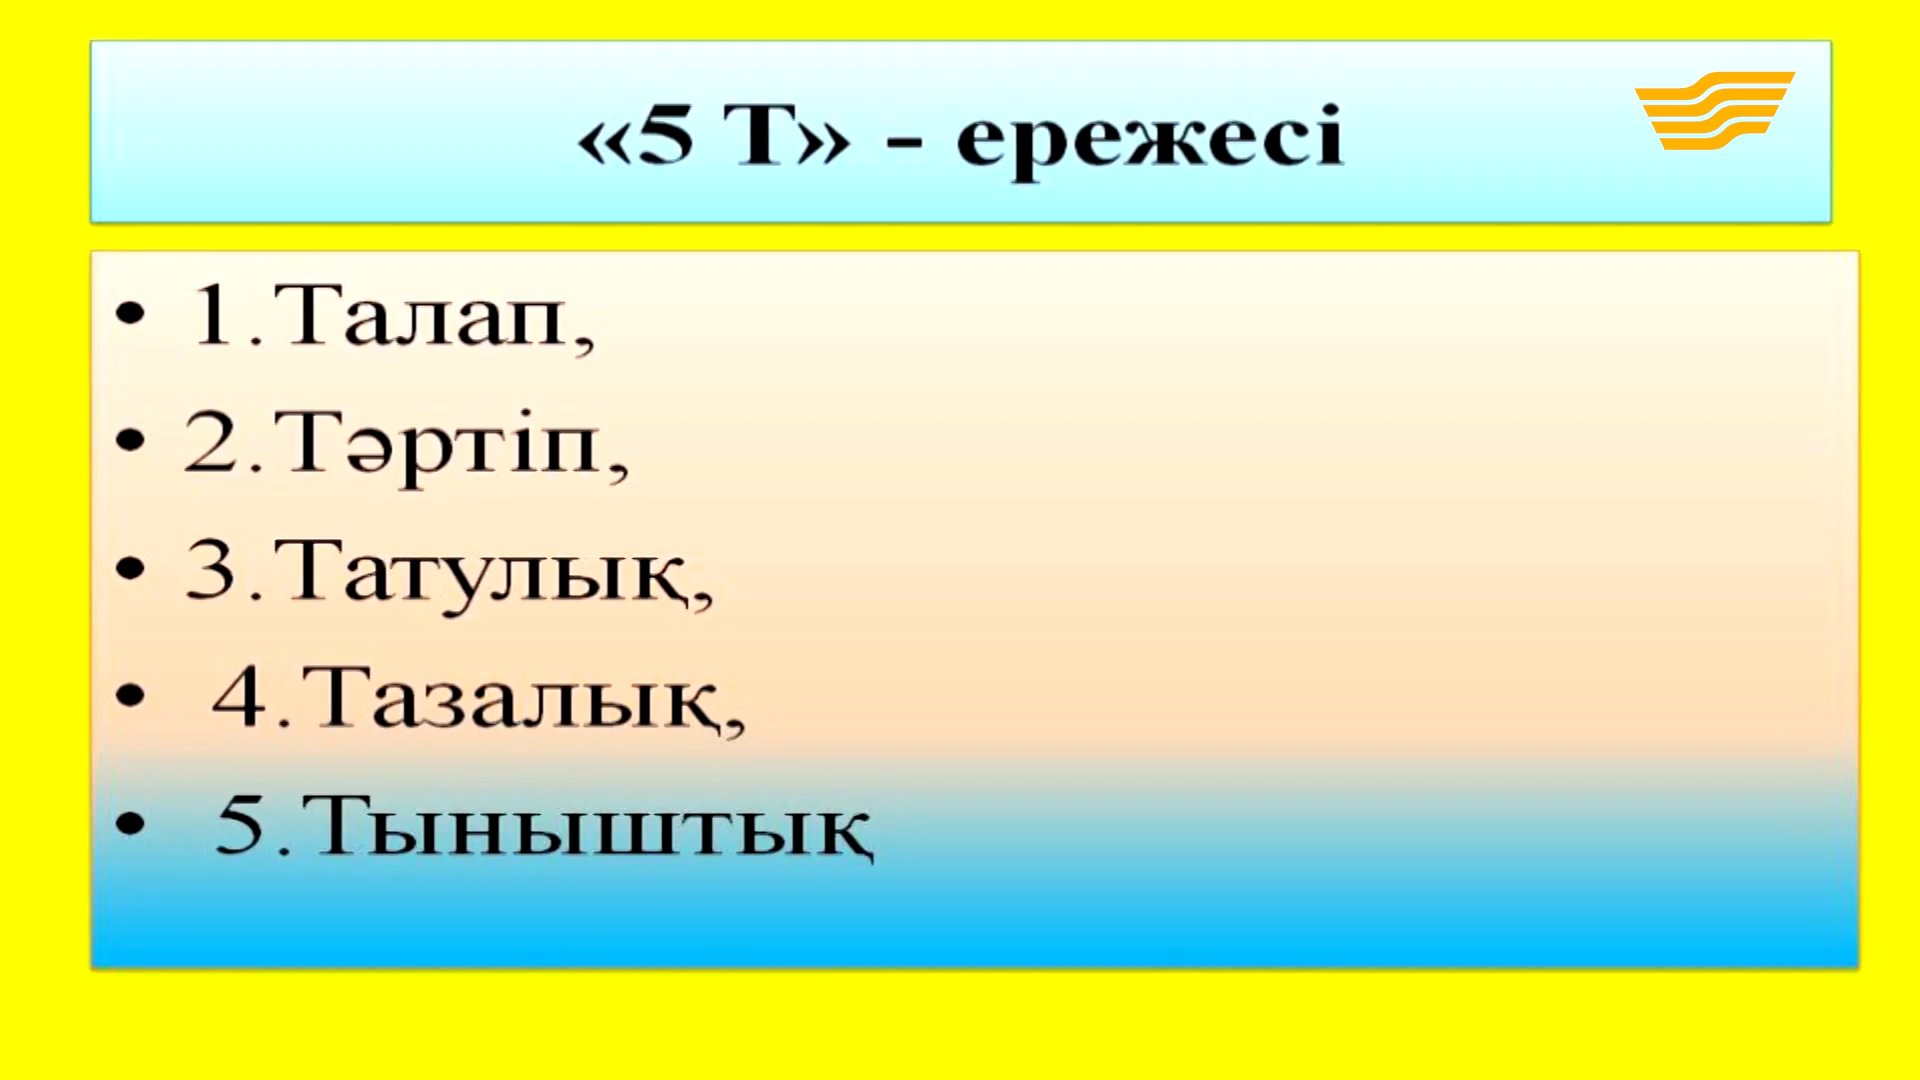 «5 Т» - ережесі
• 1.Талап,
• 2.Тәртіп,
• 3.Татулық,
• 4.Тазалық,
• 5.Тыныштық